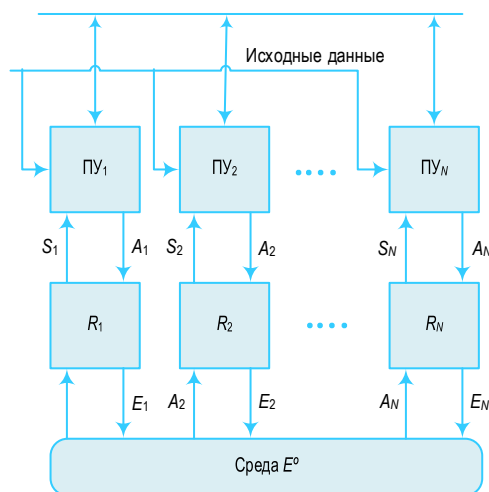 Исходные данные
ПУ₁ ПУ₂ .... ПУN
S₁ A₁ S₂ A₂ SN AN
R₁ R₂ .... RN
E₁ A₂ E₂ AN EN
Среда E⁰